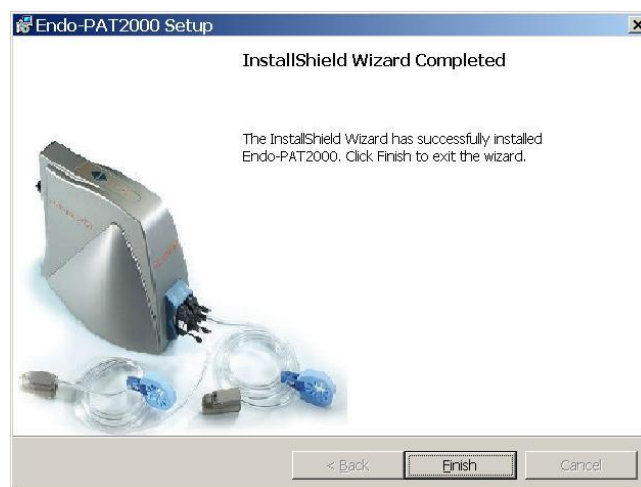 Endo-PAT2000 Setup
InstallShield Wizard Completed
The InstallShield Wizard has successfully installed
Endo-PAT2000. Click Finish to exit the wizard.
< Back
Finish
Cancel